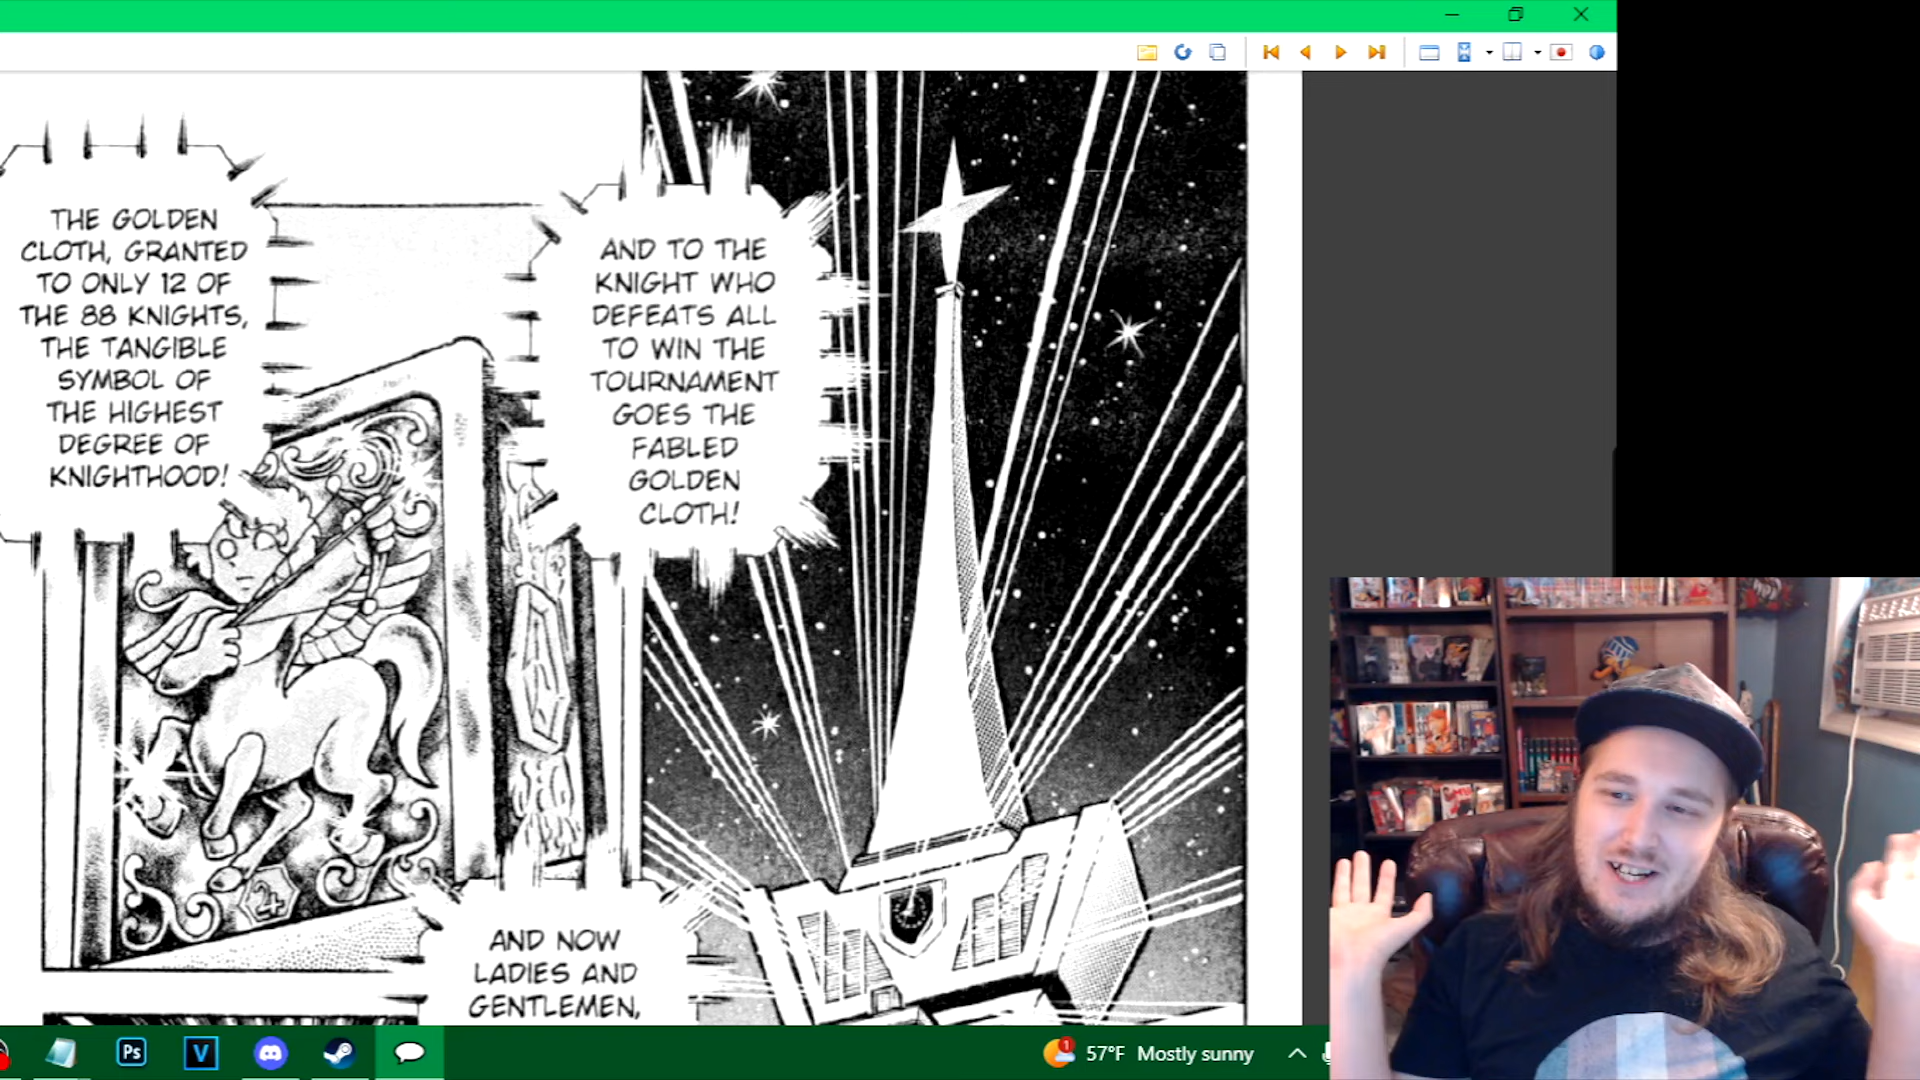 AND TO THE
KNIGHT WHO
DEFEATS ALL
TO WIN THE
TOURNAMENT
GOES THE
FABLED
GOLDEN
CLOTH!
THE GOLDEN
CLOTH, GRANTED
TO ONLY 12 OF
THE 88 KNIGHTS,
THE TANGIBLE
SYMBOL OF
THE HIGHEST
DEGREE OF
KNIGHTHOOD!
AND NOW
LADIES AND
GENTLEMEN,
Ps
V
1
57°F Mostly sunny